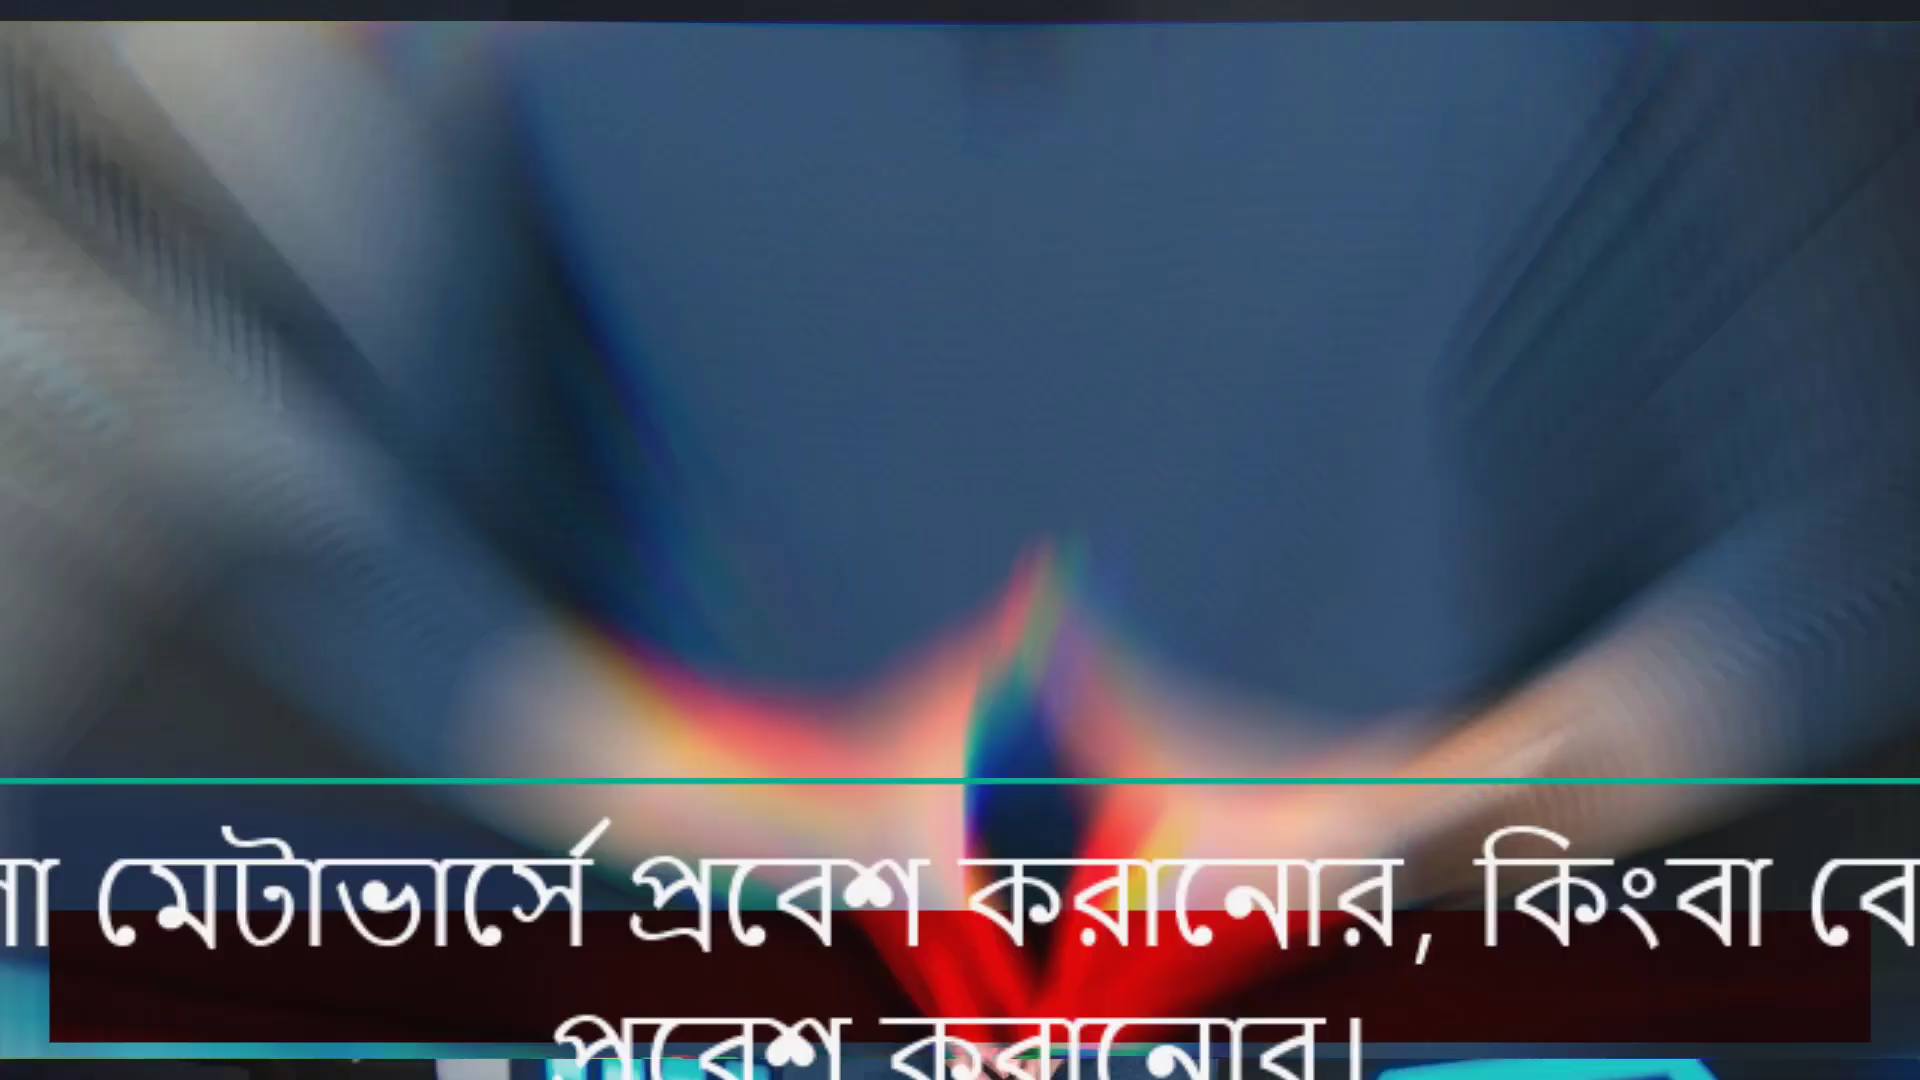 মেটাভার্সে প্রবেশ করানোর, কিংবা
প্রবেশ করানোর।